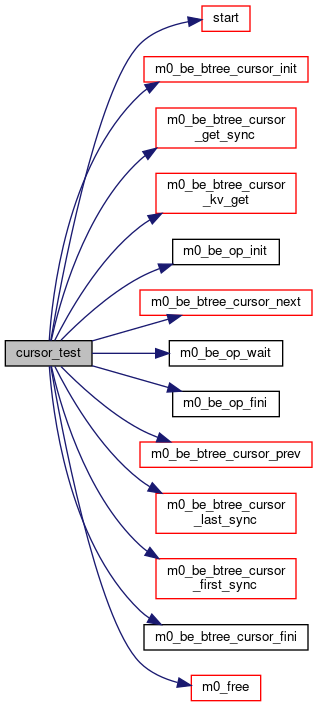 start
m0_be_btree_cursor_init
m0_be_btree_cursor
_get_sync
m0_be_btree_cursor
_kv_get
m0_be_op_init
m0_be_btree_cursor_next
cursor_test
m0_be_op_wait
m0_be_op_fini
m0_be_btree_cursor_prev
m0_be_btree_cursor
_last_sync
m0_be_btree_cursor
_first_sync
m0_be_btree_cursor_fini
m0_free